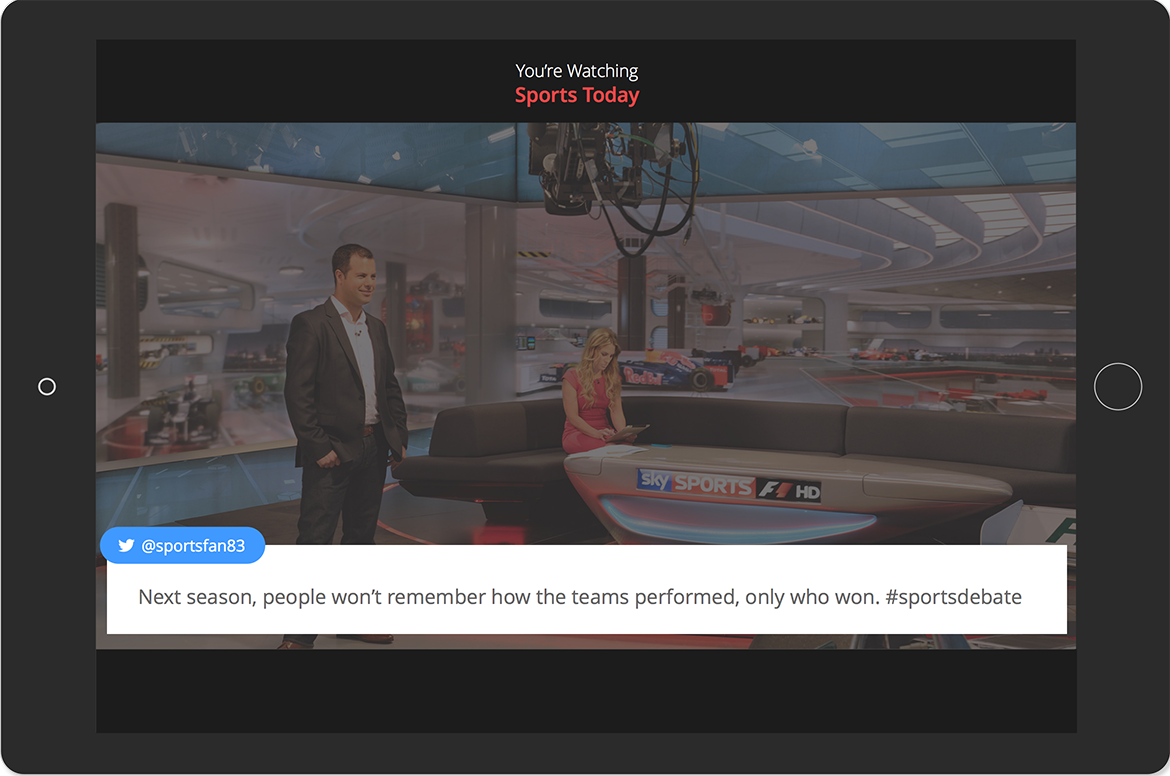 You're Watching
Sports Today
Red Bull
sky SPORTS F1 HD
@sportsfan83
Next season, people won't remember how the teams performed, only who won. #sportsdebate